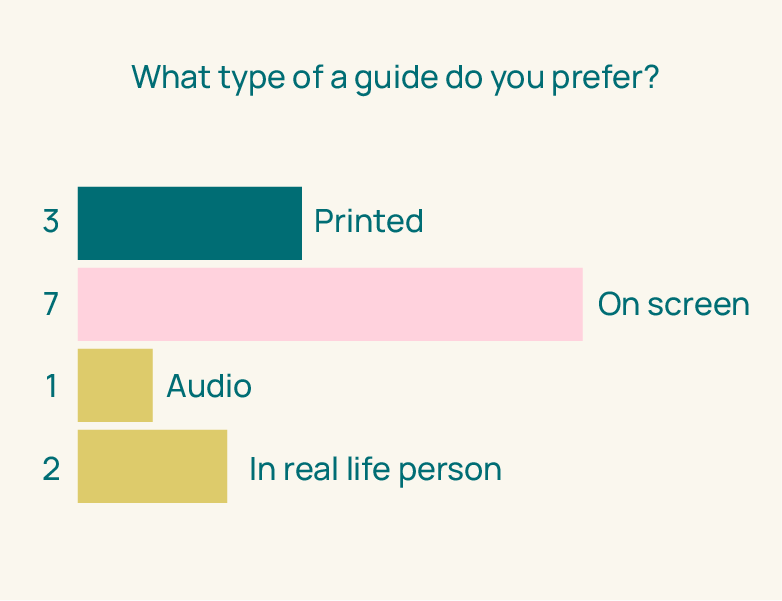 What type of a guide do you prefer?
3 Printed
7 On screen
1 Audio
2 In real life person